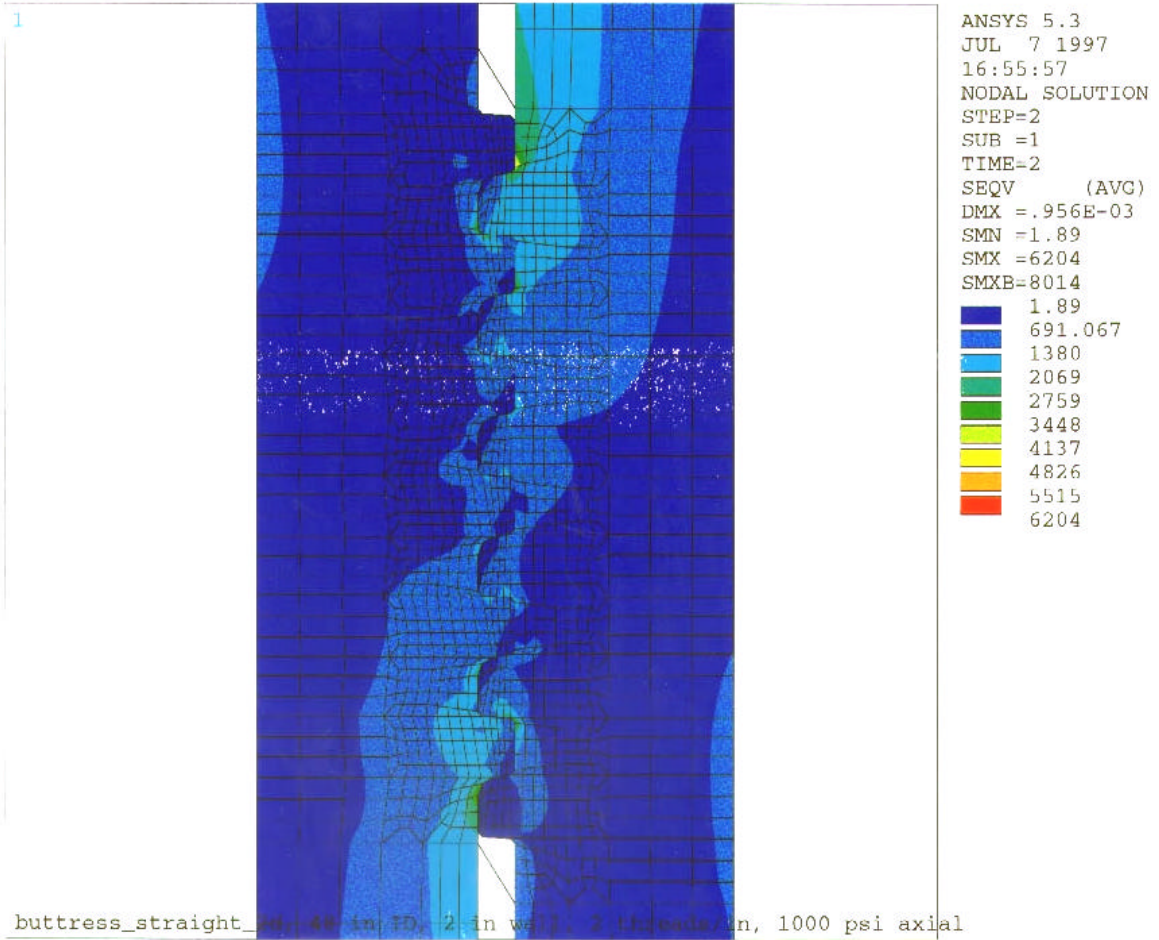 1
ANSYS 5.3
JUL 7 1997
16:55:57
NODAL SOLUTION
STEP=2
SUB =1
TIME=2
SEQV (AVG)
DMX =.956E-03
SMN =1.89
SMX =6204
SMXB=8014
1.89
691.067
1380
2069
2759
3448
4137
4826
5515
6204
buttress_straight_ in ID, 2 in wall, threads/in, 1000 psi axial